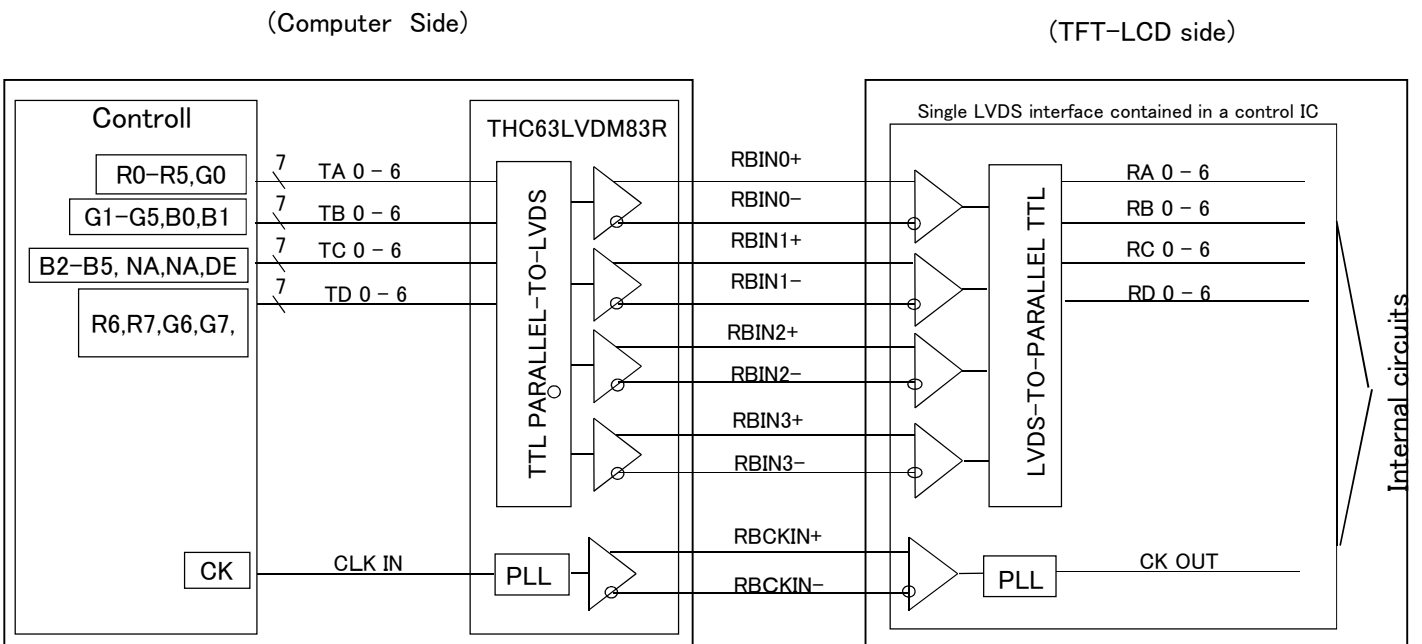 (Computer Side)
(TFT-LCD side)
Controll
THC63LVDM83R
Single LVDS interface contained in a control IC
R0-R5,G0
7
TA 0 - 6
RBIN0+
RA 0 - 6
RBIN0-
G1-G5,B0,B1
7
TB 0 - 6
RB 0 - 6
RBIN1+
B2-B5, NA,NA,DE
7
TC 0 - 6
RC 0 - 6
RBIN1-
7
TD 0 - 6
RD 0 - 6
R6,R7,G6,G7,
TTL PARALLEL-TO-LVDS
LVDS-TO-PARALLEL TTL
Internal circuits
RBIN2+
RBIN2-
RBIN3+
RBIN3-
RBCKIN+
CK
CLK IN
PLL
RBCKIN-
PLL
CK OUT